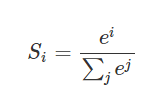 S_i = \frac{e^i}{\sum_j e^j}